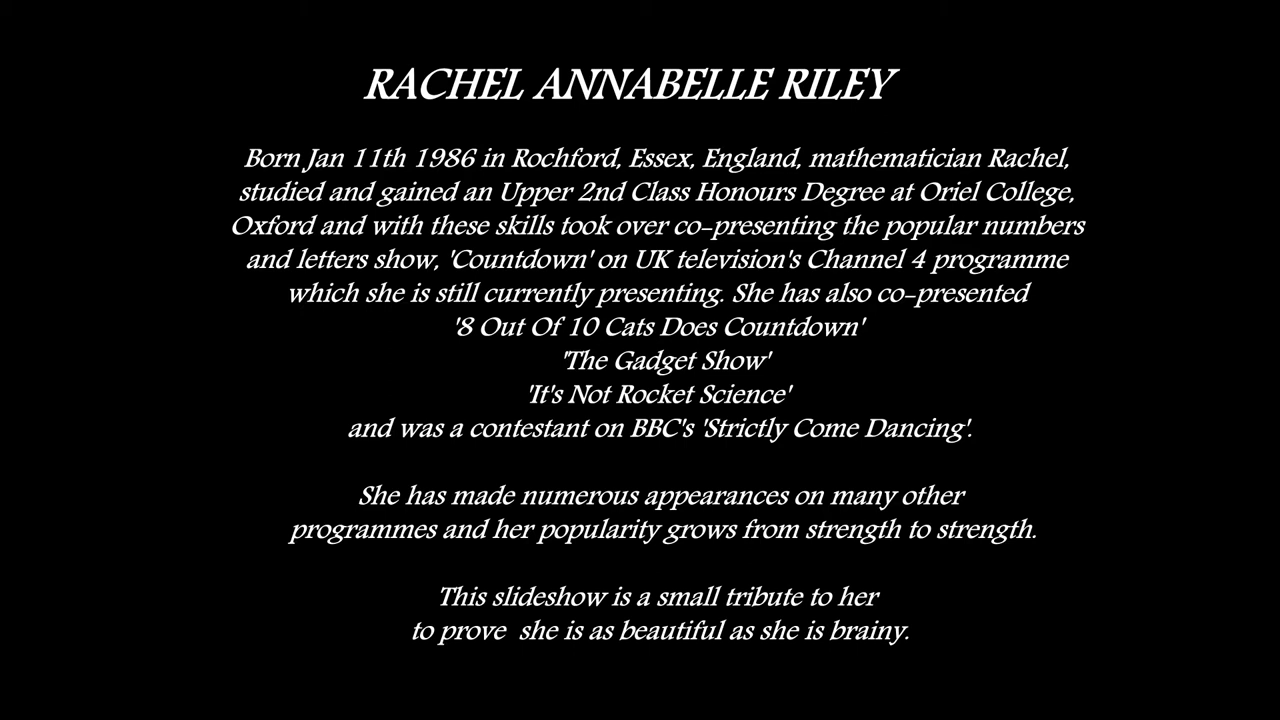 RACHEL ANNABELLE RILEY
Born Jan 11th 1986 in Rochford, Essex, England, mathematician Rachel,
studied and gained an Upper 2nd Class Honours Degree at Oriel College,
Oxford and with these skills took over co-presenting the popular numbers
and letters show, 'Countdown' on UK television's Channel 4 programme
which she is still currently presenting. She has also co-presented
'8 Out Of 10 Cats Does Countdown'
'The Gadget Show'
'It's Not Rocket Science'
and was a contestant on BBC's 'Strictly Come Dancing'.
She has made numerous appearances on many other
programmes and her popularity grows from strength to strength.
This slideshow is a small tribute to her
to prove  she is as beautiful as she is brainy.